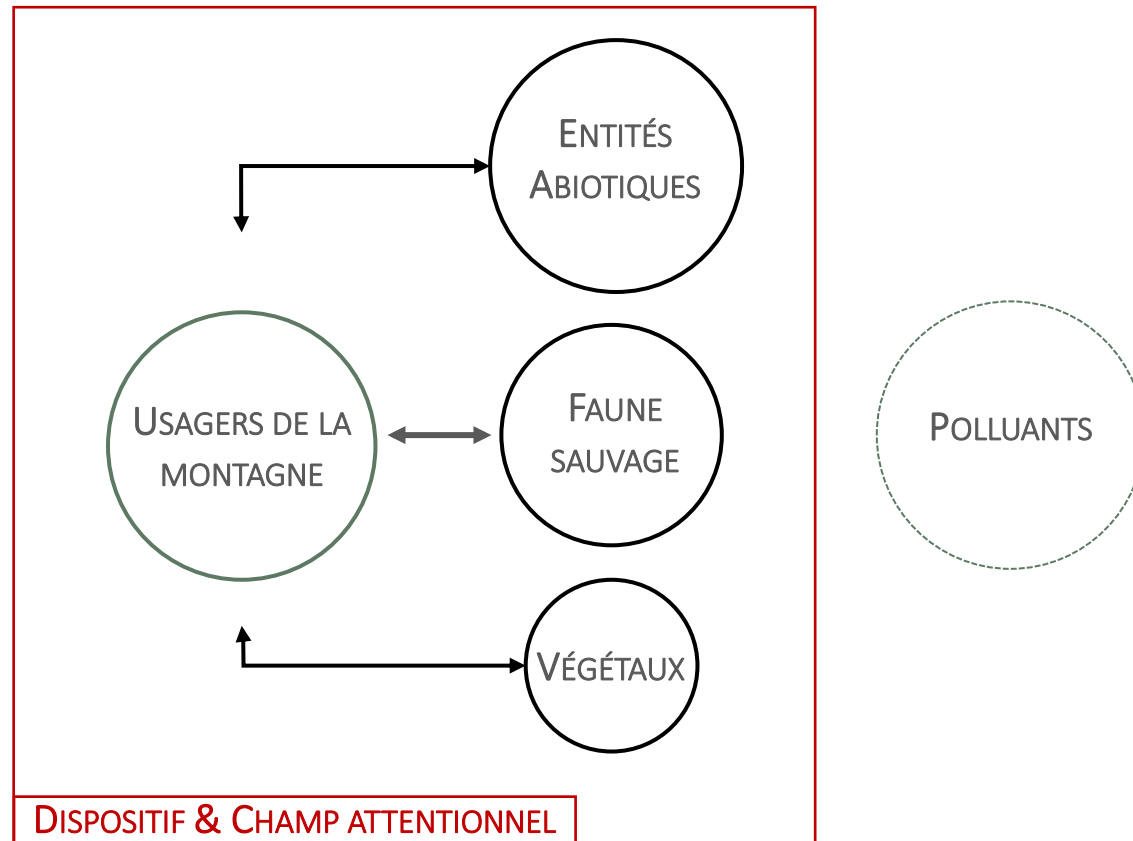 Entités
Abiotiques
Usagers de la
montagne
Faune
sauvage
Polluants
Végétaux
Dispositif & Champ attentionnel